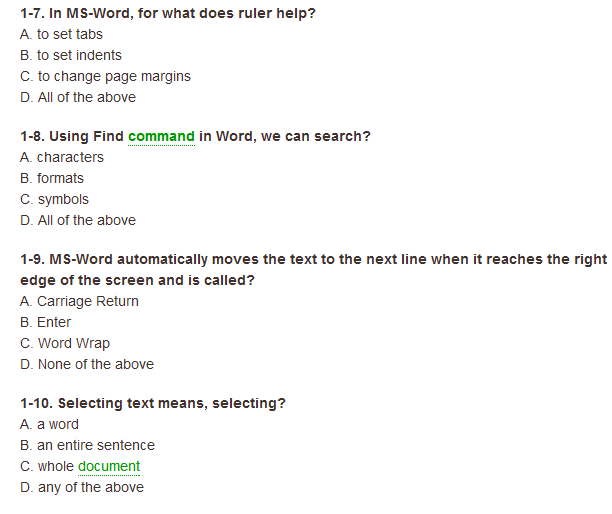 1-7. In MS-Word, for what does ruler help?
A. to set tabs
B. to set indents
C. to change page margins
D. All of the above
1-8. Using Find command in Word, we can search?
A. characters
B. formats
C. symbols
D. All of the above
1-9. MS-Word automatically moves the text to the next line when it reaches the right
edge of the screen and is called?
A. Carriage Return
B. Enter
C. Word Wrap
D. None of the above
1-10. Selecting text means, selecting?
A. a word
B. an entire sentence
C. whole document
D. any of the above